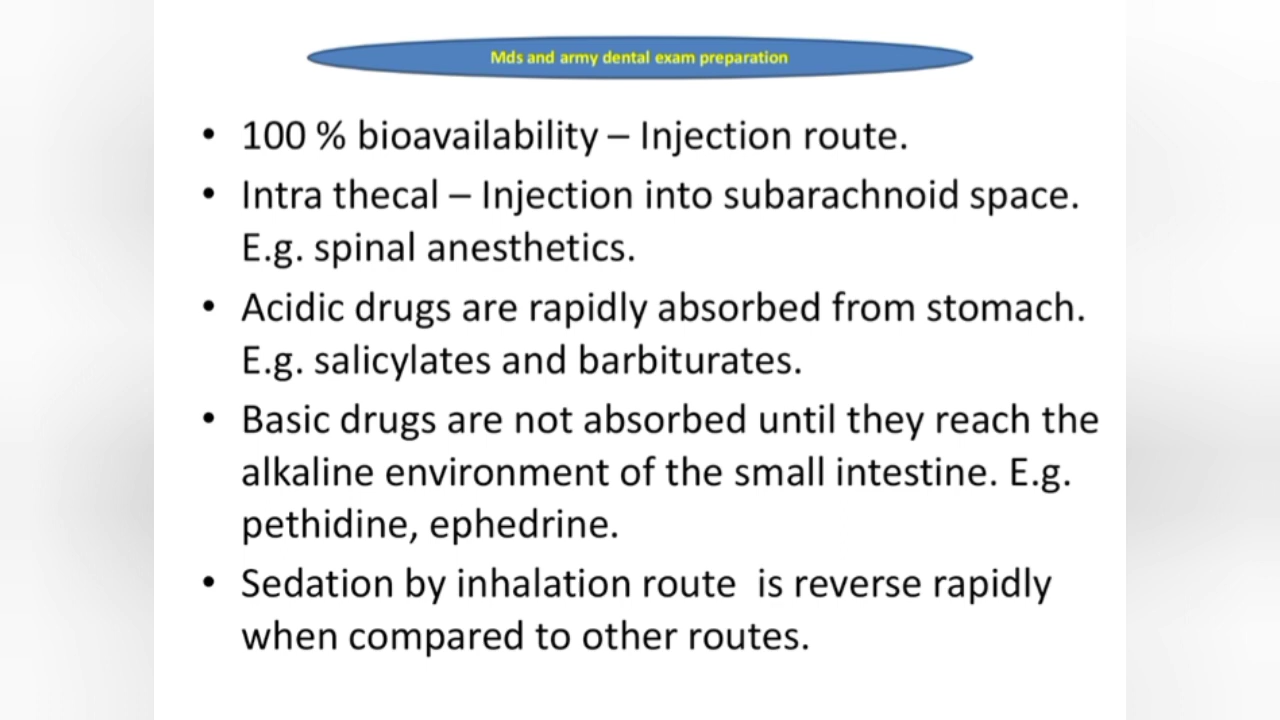 Mds and army dental exam preparation
• 100 % bioavailability – Injection route.
• Intra thecal – Injection into subarachnoid space.
E.g. spinal anesthetics.
• Acidic drugs are rapidly absorbed from stomach.
E.g. salicylates and barbiturates.
• Basic drugs are not absorbed until they reach the
alkaline environment of the small intestine. E.g.
pethidine, ephedrine.
• Sedation by inhalation route  is reverse rapidly
when compared to other routes.